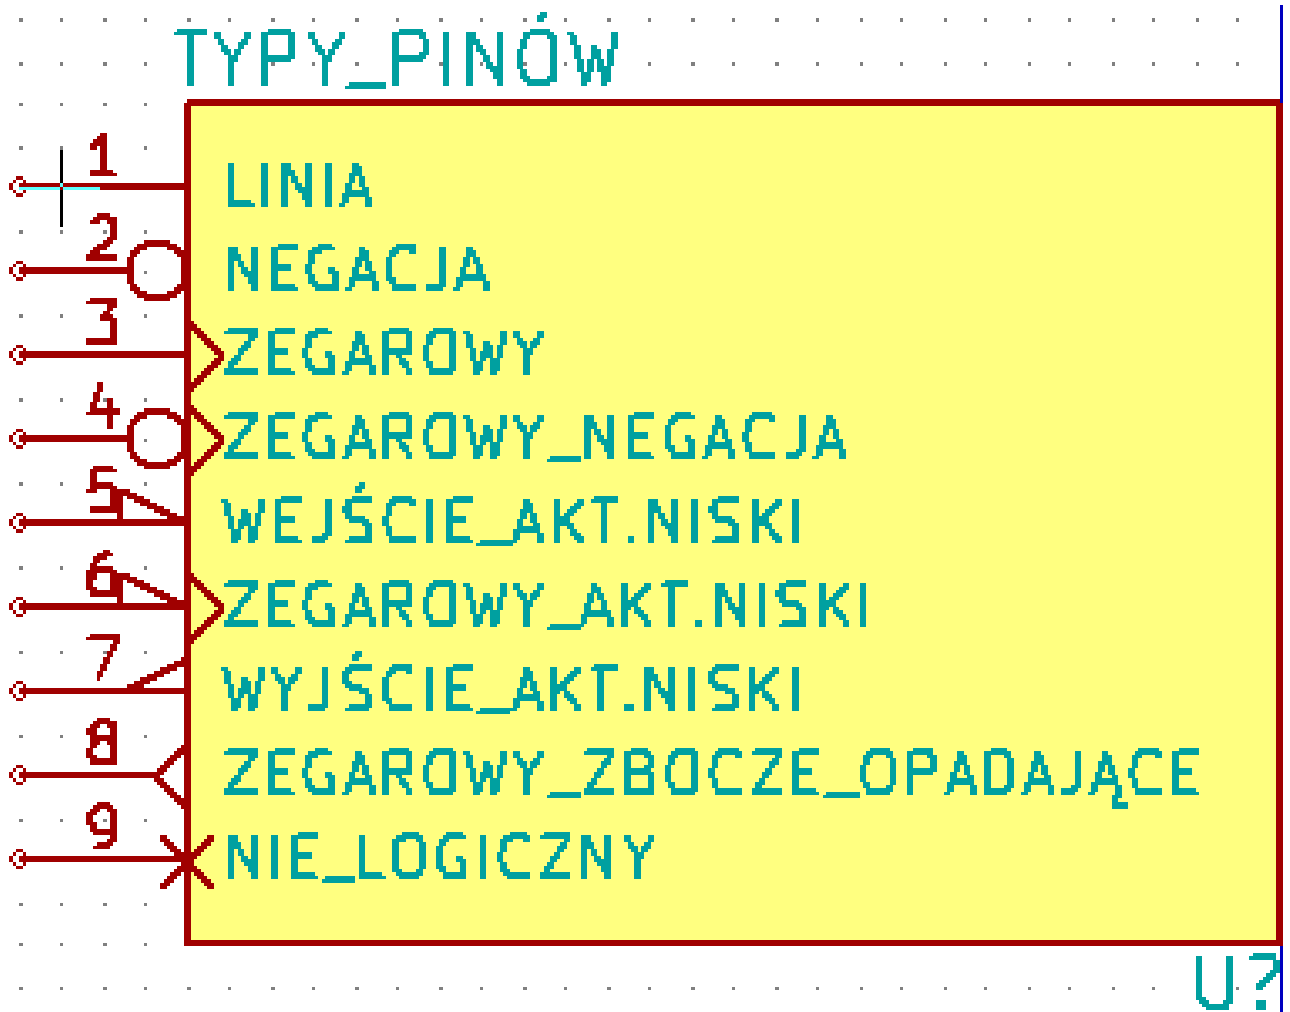 TYPY_PINÓW
1 LINIA
2 NEGACJA
3 ZEGAROWY
4 ZEGAROWY_NEGACJA
5 WEJŚCIE_AKT.NISKI
6 ZEGAROWY_AKT.NISKI
7 WYJŚCIE_AKT.NISKI
8 ZEGAROWY_ZBOCZE_OPADAJĄCE
9 NIE_LOGICZNY
U?